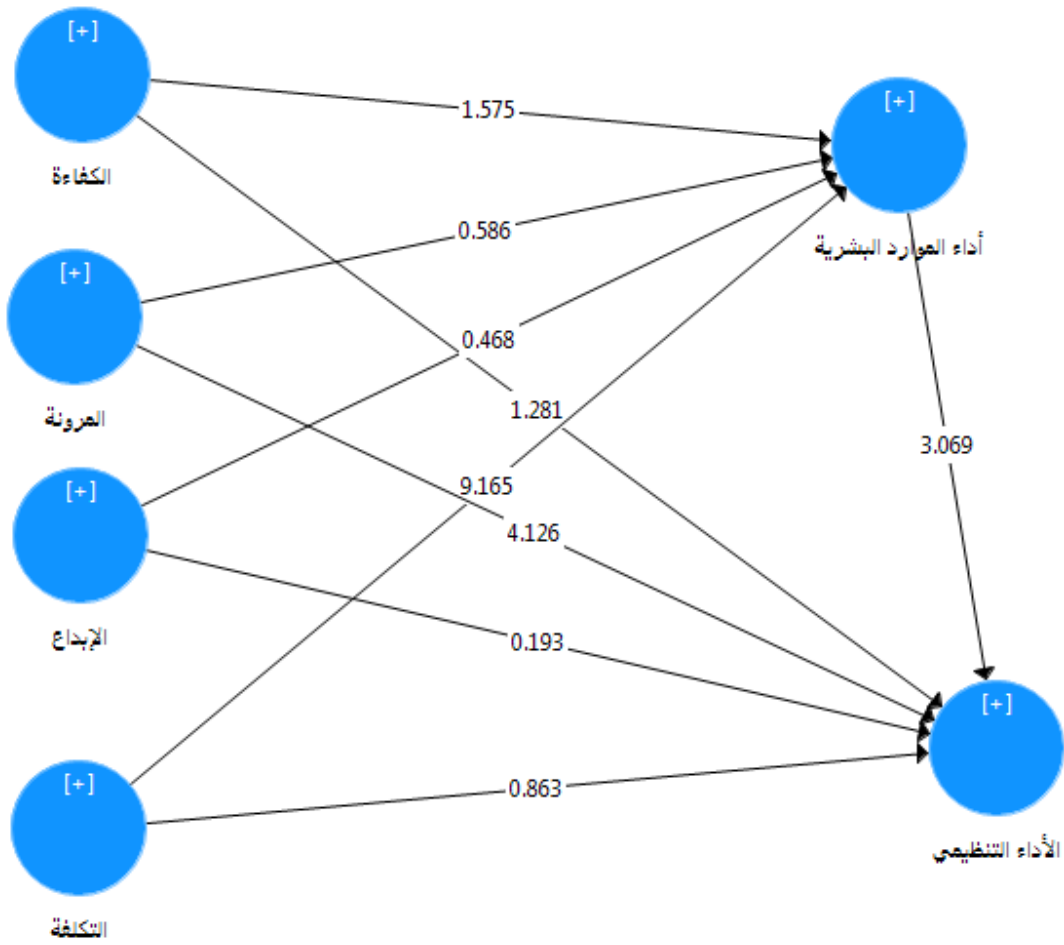 [+]
الكفاءة
[+]
المرونة
[+]
الإبداع
[+]
التكلفة
[+]
أداء الموارد البشرية
[+]
الأداء التنظيمي
1.575
0.586
0.468
1.281
9.165
4.126
0.193
0.863
3.069